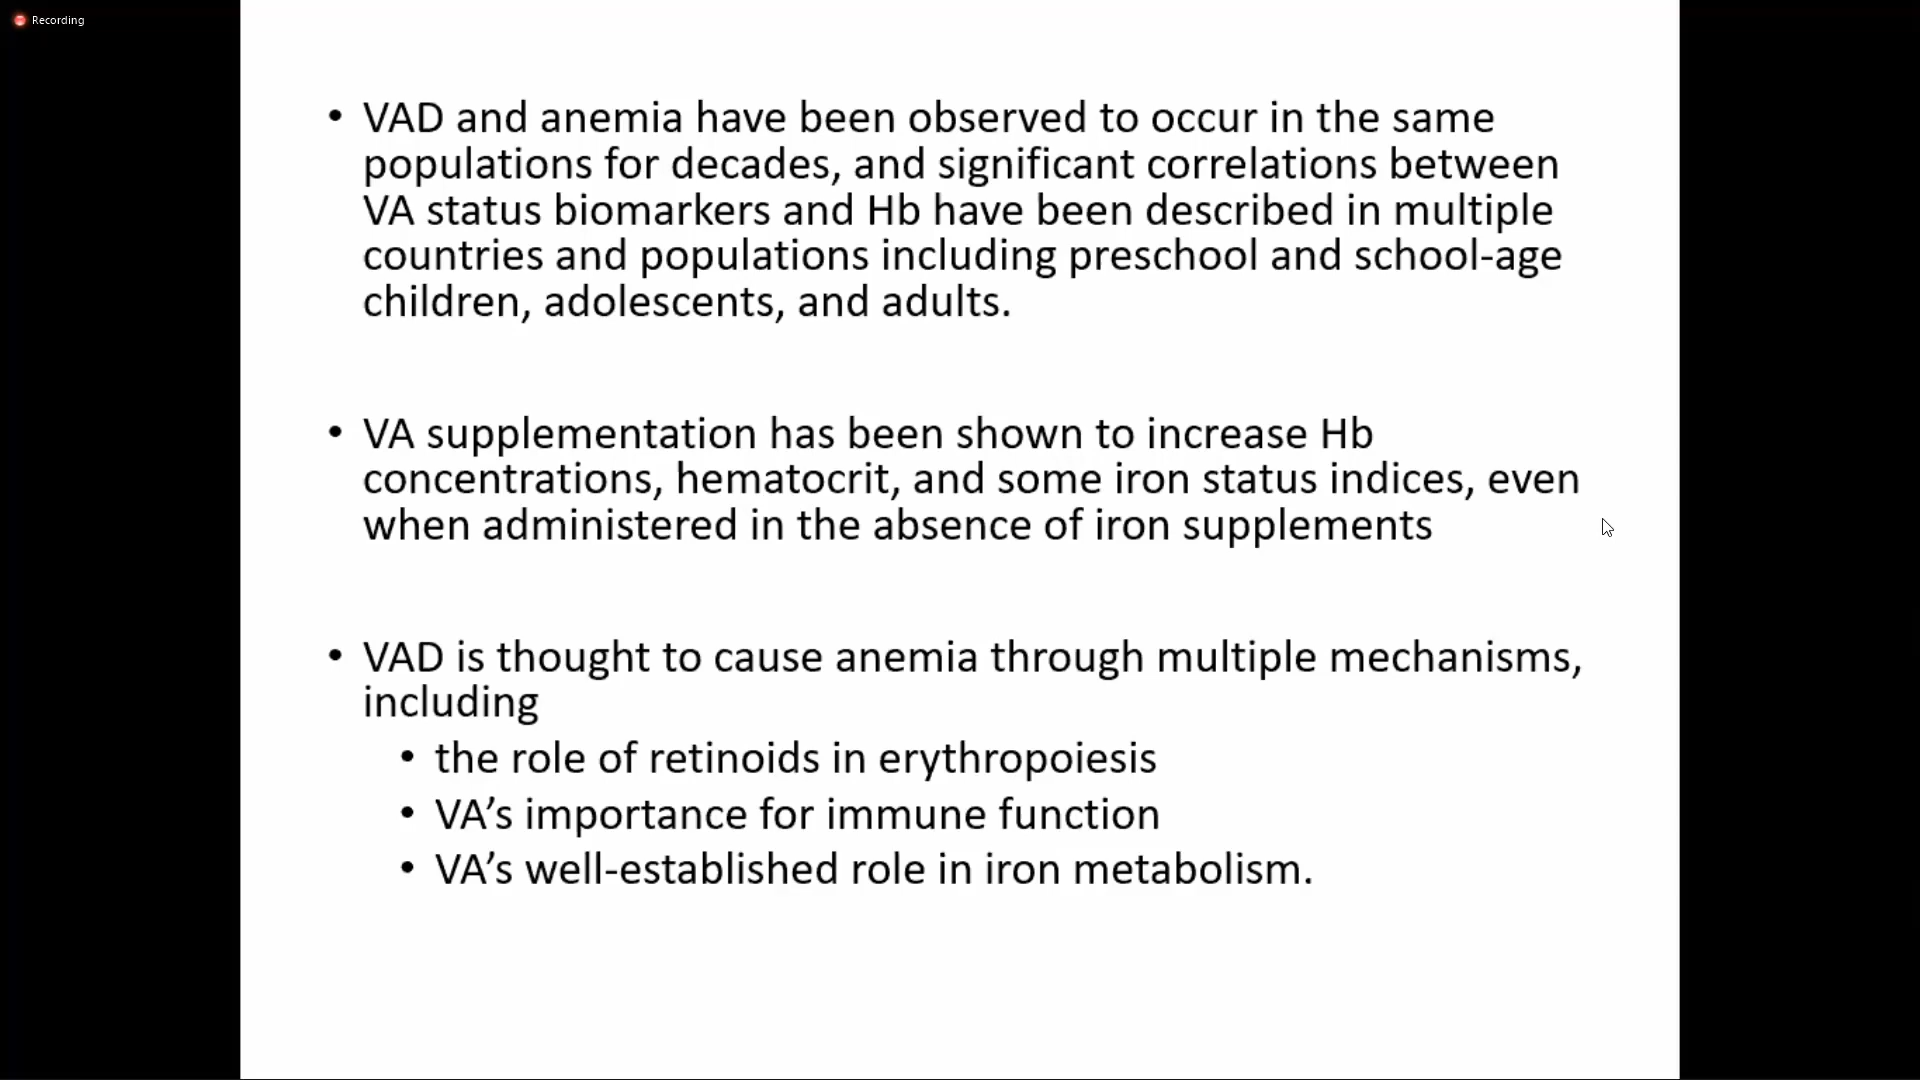 Recording
• VAD and anemia have been observed to occur in the same
populations for decades, and significant correlations between
VA status biomarkers and Hb have been described in multiple
countries and populations including preschool and school-age
children, adolescents, and adults.
• VA supplementation has been shown to increase Hb
concentrations, hematocrit, and some iron status indices, even
when administered in the absence of iron supplements
• VAD is thought to cause anemia through multiple mechanisms,
including
• the role of retinoids in erythropoiesis
• VA’s importance for immune function
• VA’s well-established role in iron metabolism.